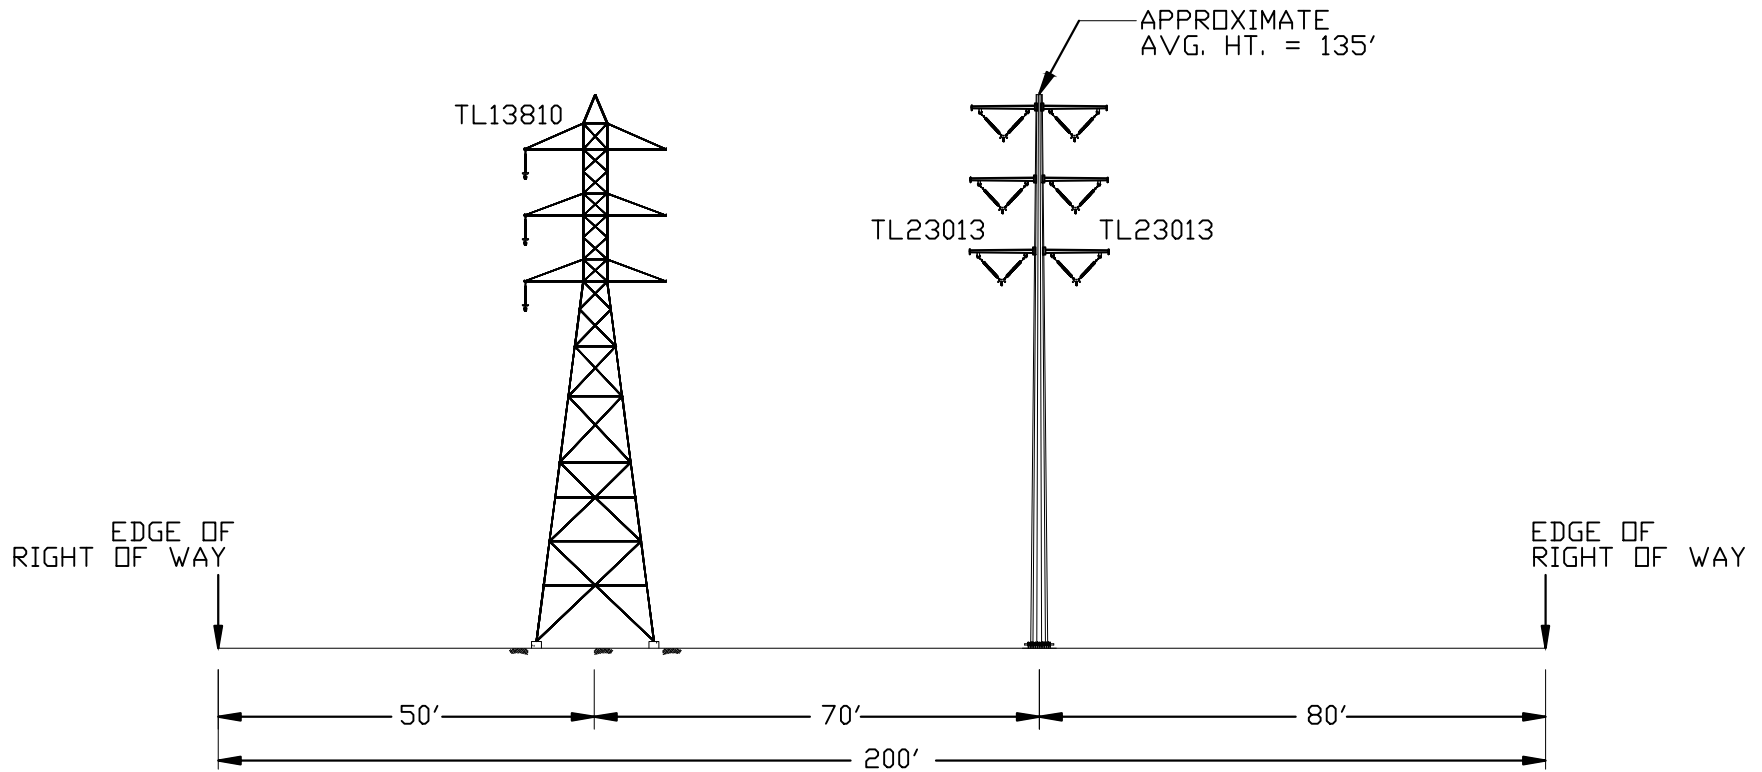 APPROXIMATE
AVG. HT. = 135'
TL13810
TL23013
TL23013
EDGE OF
RIGHT OF WAY
EDGE OF
RIGHT OF WAY
50'
70'
80'
200'